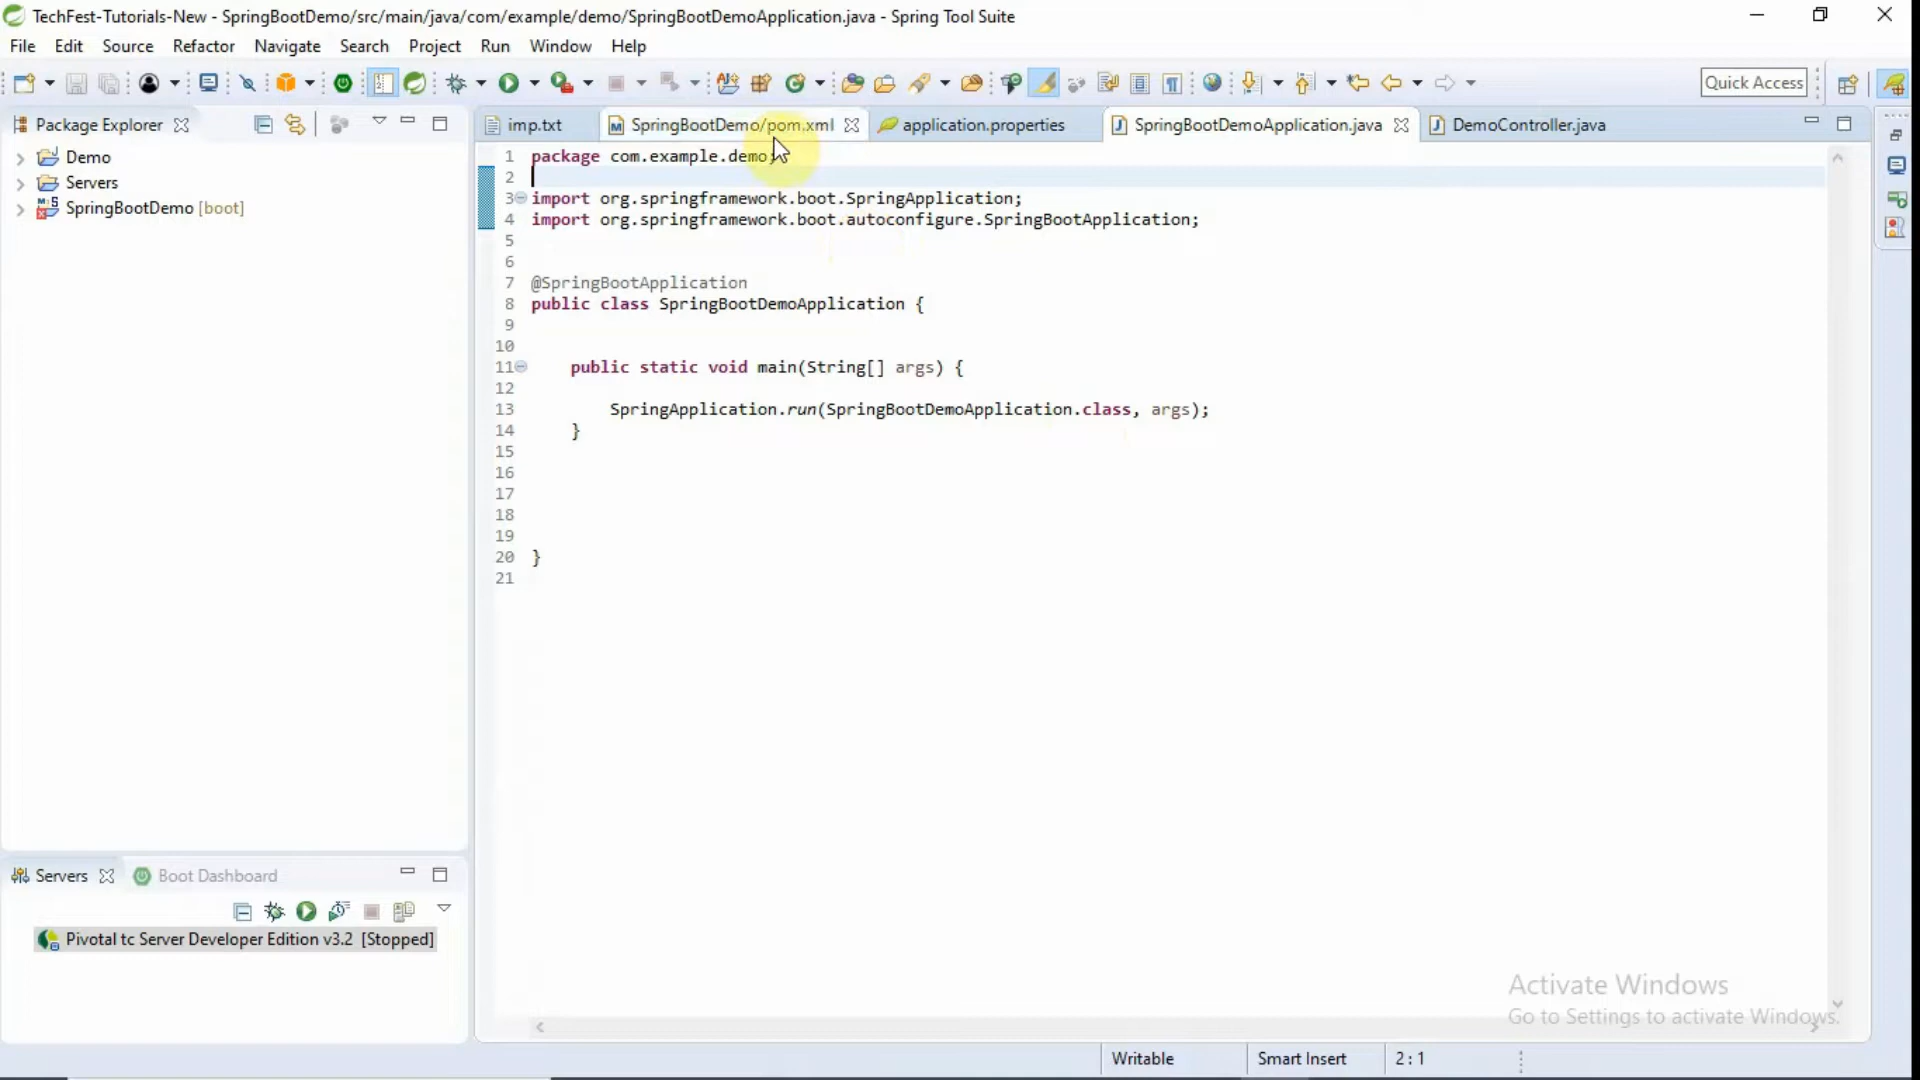 TechFest-Tutorials-New - SpringBootDemo/src/main/java/com/example/demo/SpringBootDemoApplication.java - Spring Tool Suite
File Edit Source Refactor Navigate Search Project Run Window Help
Quick Access
Package Explorer
imp.txt
SpringBootDemo/pom.xml
application.properties
SpringBootDemoApplication.java
DemoController.java
Demo
Servers
SpringBootDemo [boot]
1 package com.example.demo;
2
3 import org.springframework.boot.SpringApplication;
4 import org.springframework.boot.autoconfigure.SpringBootApplication;
5
6
7 @SpringBootApplication
8 public class SpringBootDemoApplication {
9
10
11 public static void main(String[] args) {
12
13 SpringApplication.run(SpringBootDemoApplication.class, args);
14 }
15
16
17
18
19
20 }
21
Servers
Boot Dashboard
Pivotal tc Server Developer Edition v3.2 [Stopped]
Activate Windows
Go to Settings to activate Windows.
Writable Smart Insert 2 : 1